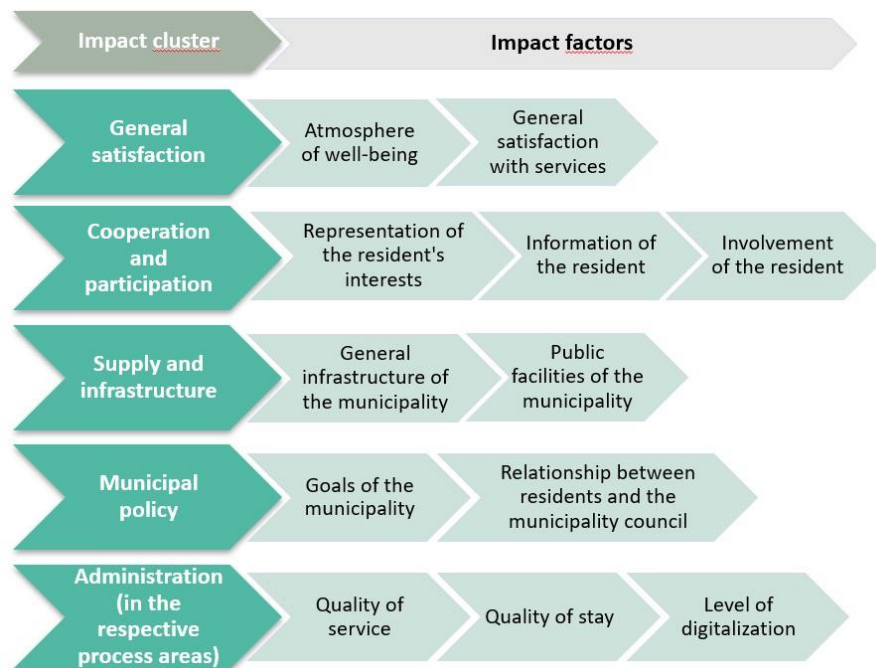 Impact cluster
Impact factors
General
satisfaction
Atmosphere
of well-being
General
satisfaction
with services
Cooperation
and
participation
Representation of
the resident's
interests
Information of
the resident
Involvement
of the resident
Supply and
infrastructure
General
infrastructure of
the municipality
Public
facilities of the
municipality
Municipal
policy
Goals of the
municipality
Relationship between
residents and the
municipality council
Administration
(in the
respective
process areas)
Quality of
service
Quality of stay
Level of
digitalization